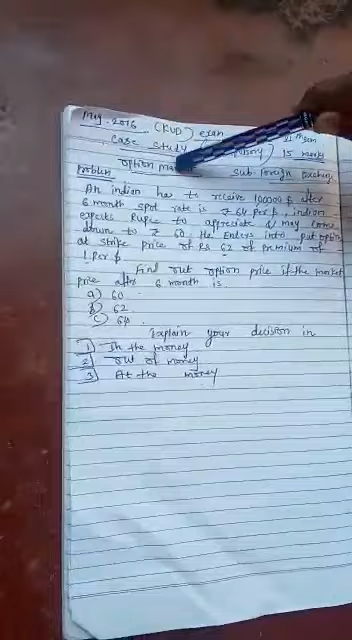 May-2016 (KUD) exam
case study 15 marks
option sub Foreign
Problem
An indian has to receive 100000 $ after
6 month spot rate is ₹ 64 per $, indian
expects Rupee to appreciate & may come
down to ₹ 60. He Enters into put option
at strike price of Rs 62 of premium of
1 per $.
Find out option price if the market
price after 6 month is.
a) 60
b) 62
c) 64.
Explain your decision in
1) In the money
2) out of money
3) At the money